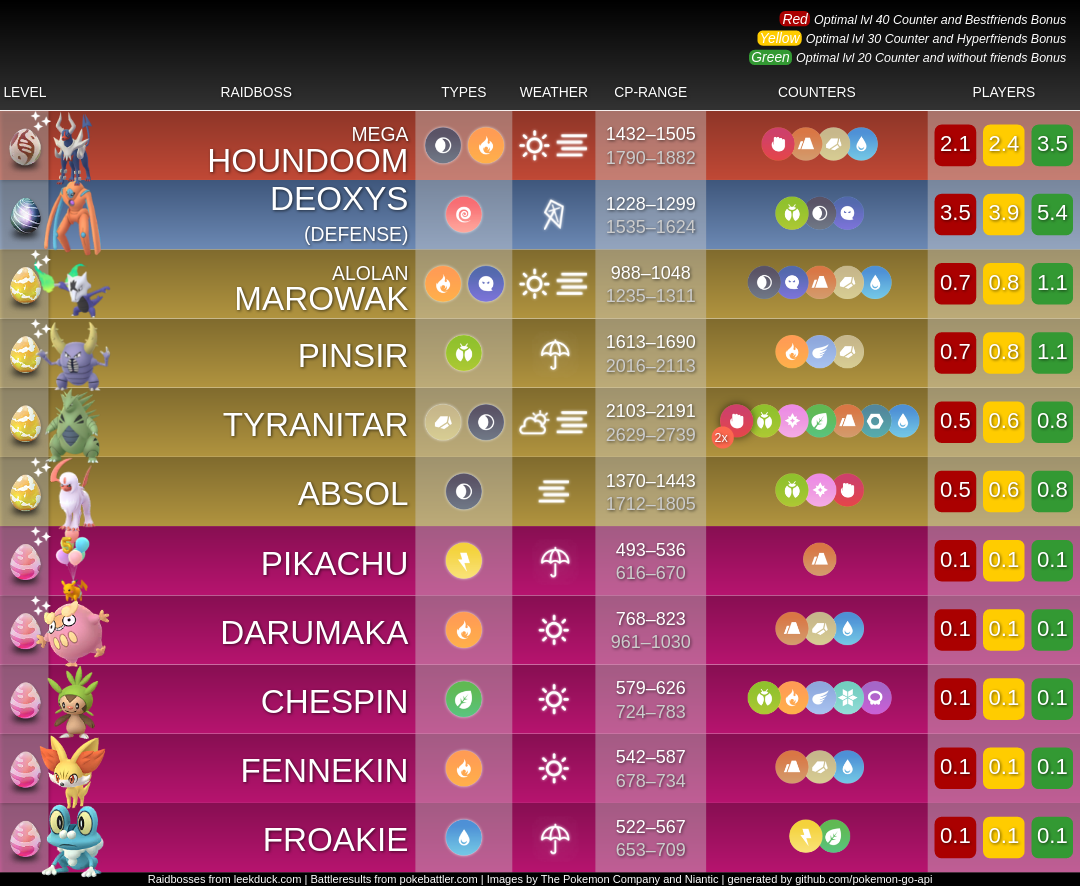 Red Optimal lvl 40 Counter and Bestfriends Bonus
Yellow Optimal lvl 30 Counter and Hyperfriends Bonus
Green Optimal lvl 20 Counter and without friends Bonus
LEVEL RAIDBOSS TYPES WEATHER CP-RANGE COUNTERS PLAYERS
MEGA
HOUNDOOM
1432–1505
1790–1882
2.1 2.4 3.5
DEOXYS
(DEFENSE)
1228–1299
1535–1624
3.5 3.9 5.4
ALOLAN
MAROWAK
988–1048
1235–1311
0.7 0.8 1.1
PINSIR
1613–1690
2016–2113
0.7 0.8 1.1
TYRANITAR
2103–2191
2629–2739
2x
0.5 0.6 0.8
ABSOL
1370–1443
1712–1805
0.5 0.6 0.8
PIKACHU
493–536
616–670
0.1 0.1 0.1
DARUMAKA
768–823
961–1030
0.1 0.1 0.1
CHESPIN
579–626
724–783
0.1 0.1 0.1
FENNEKIN
542–587
678–734
0.1 0.1 0.1
FROAKIE
522–567
653–709
0.1 0.1 0.1
Raidbosses from leekduck.com | Battleresults from pokebattler.com | Images by The Pokemon Company and Niantic | generated by github.com/pokemon-go-api